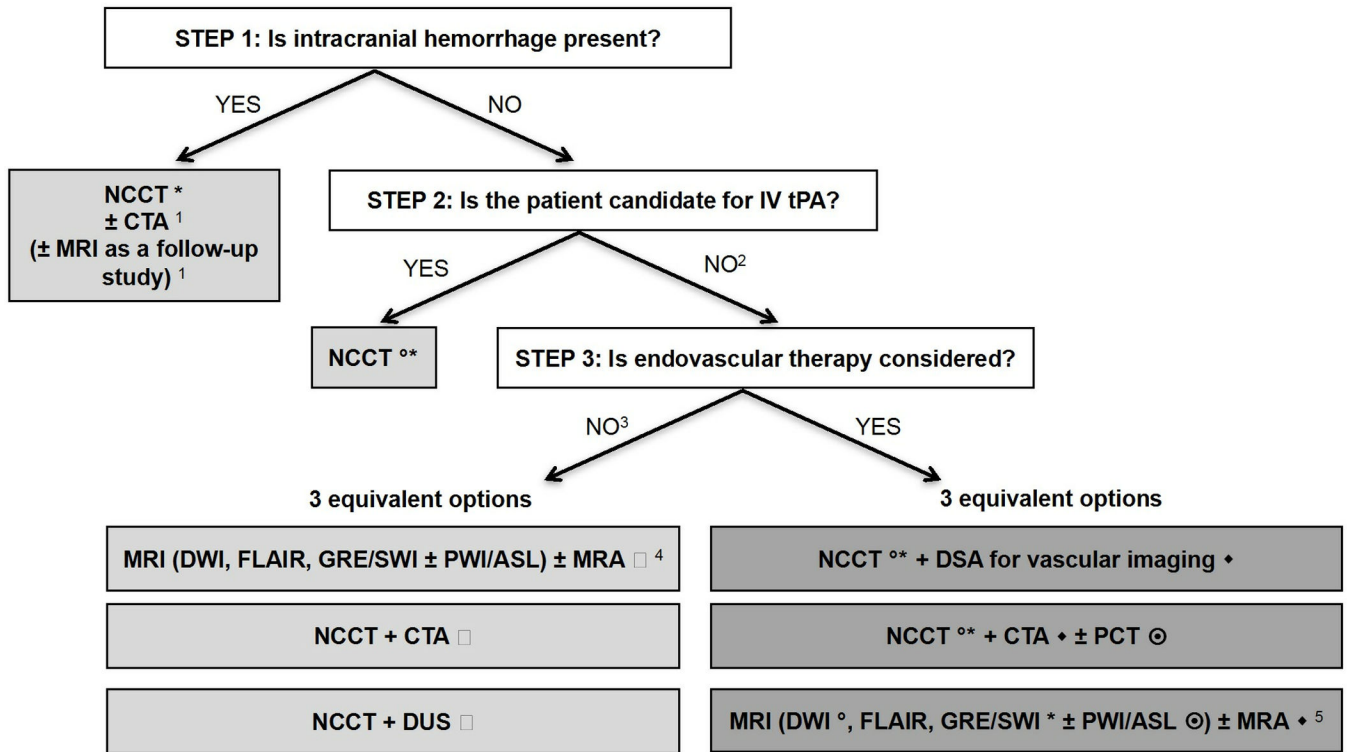 STEP 1: Is intracranial hemorrhage present?
YES
NO
NCCT *
± CTA ¹
(± MRI as a follow-up
study) ¹
STEP 2: Is the patient candidate for IV tPA?
YES
NO²
NCCT °*
STEP 3: Is endovascular therapy considered?
NO³
YES
3 equivalent options
MRI (DWI, FLAIR, GRE/SWI ± PWI/ASL) ± MRA □ ⁴
NCCT + CTA □
NCCT + DUS □
3 equivalent options
NCCT °* + DSA for vascular imaging ⬩
NCCT °* + CTA ⬩ ± PCT ⊙
MRI (DWI °, FLAIR, GRE/SWI * ± PWI/ASL ⊙) ± MRA ⬩ ⁵